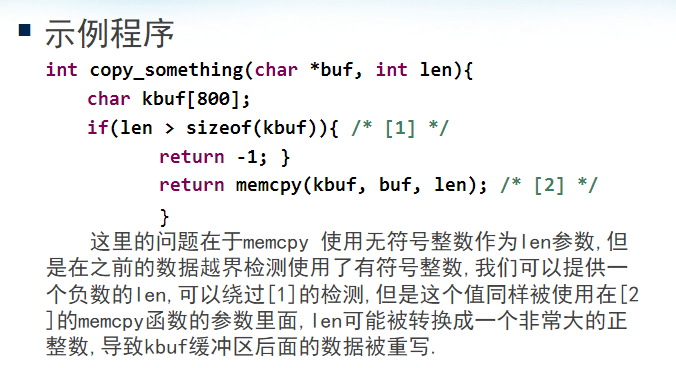 ■ 示例程序
int copy_something(char *buf, int len){
char kbuf[800];
if(len > sizeof(kbuf)){ /* [1] */
return -1; }
return memcpy(kbuf, buf, len); /* [2] */
}
这里的问题在于memcpy 使用无符号整数作为len参数,但
是在之前的数据越界检测使用了有符号整数,我们可以提供一
个负数的len,可以绕过[1]的检测,但是这个值同样被使用在[2
]的memcpy函数的参数里面,len可能被转换成一个非常大的正
整数,导致kbuf缓冲区后面的数据被重写.